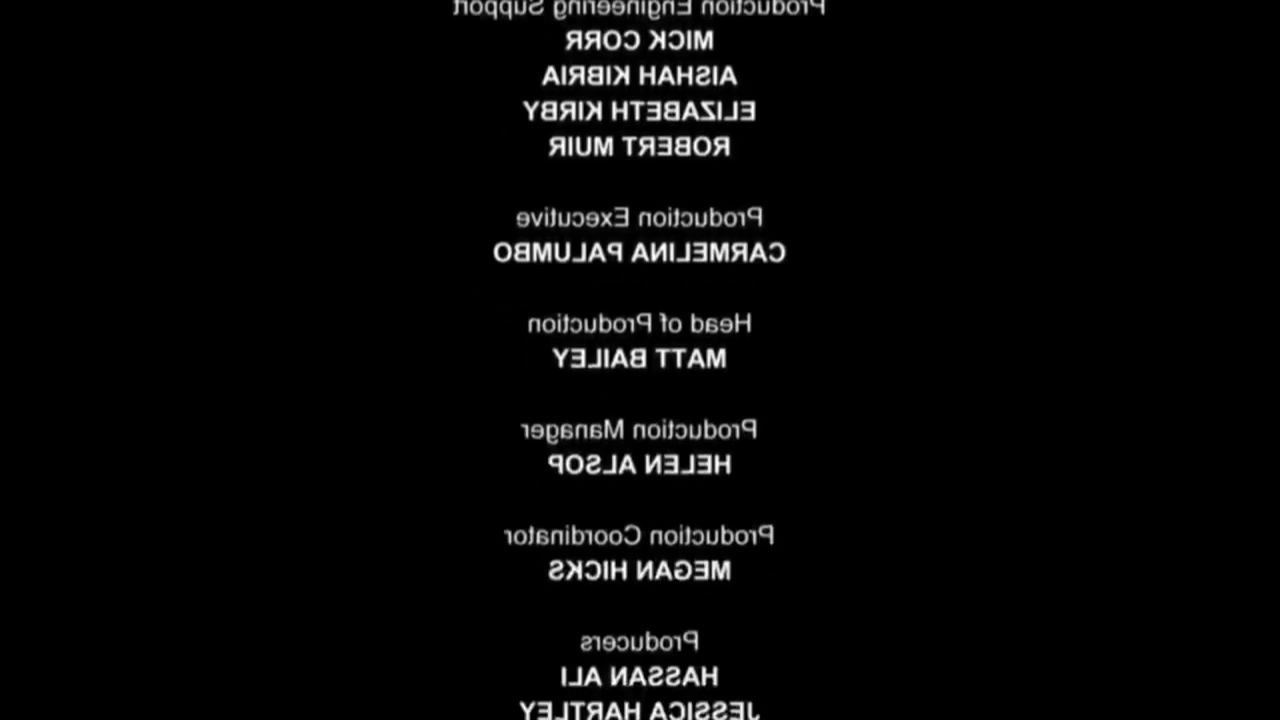 Production Engineering Support
MICK CORR
AISHAH KIBRIA
ELIZABETH KIRBY
ROBERT MUIR
Production Executive
CARMELINA PALUMBO
Head of Production
MATT BAILEY
Production Manager
HELEN ALSOP
Production Coordinator
MEGAN HICKS
Producers
HASSAN ALI
JESSICA HARTLEY